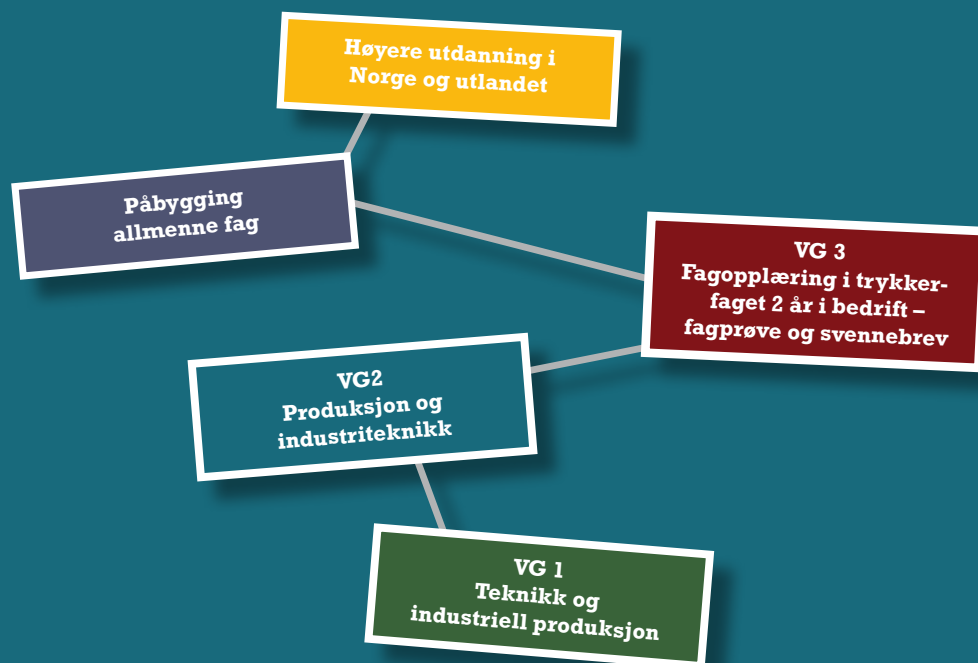 Høyere utdanning i
Norge og utlandet
Påbygging
allmenne fag
VG 3
Fagopplæring i trykker-
faget 2 år i bedrift –
fagprøve og svennebrev
VG2
Produksjon og
industriteknikk
VG 1
Teknikk og
industriell produksjon